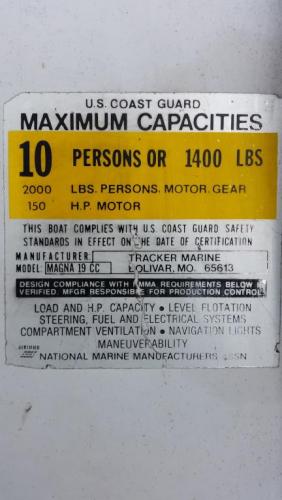 U.S. COAST GUARD
MAXIMUM CAPACITIES
10 PERSONS OR 1400 LBS
2000 LBS. PERSONS. MOTOR. GEAR
150 H.P. MOTOR
THIS BOAT COMPLIES WITH U.S. COAST GUARD SAFETY
STANDARDS IN EFFECT ON THE DATE OF CERTIFICATION
MANUFACTURER: TRACKER MARINE
MODEL: MAGNA 19 CC LOLIVAR, MO. 65613
DESIGN COMPLIANCE WITH NMMA REQUIREMENTS BELOW IS
VERIFIED. MFGR RESPONSIBLE FOR PRODUCTION CONTROL.
LOAD AND H.P. CAPACITY • LEVEL FLOTATION
STEERING, FUEL AND ELECTRICAL SYSTEMS
COMPARTMENT VENTILATION • NAVIGATION LIGHTS
MANEUVERABILITY
NATIONAL MARINE MANUFACTURERS ASSN